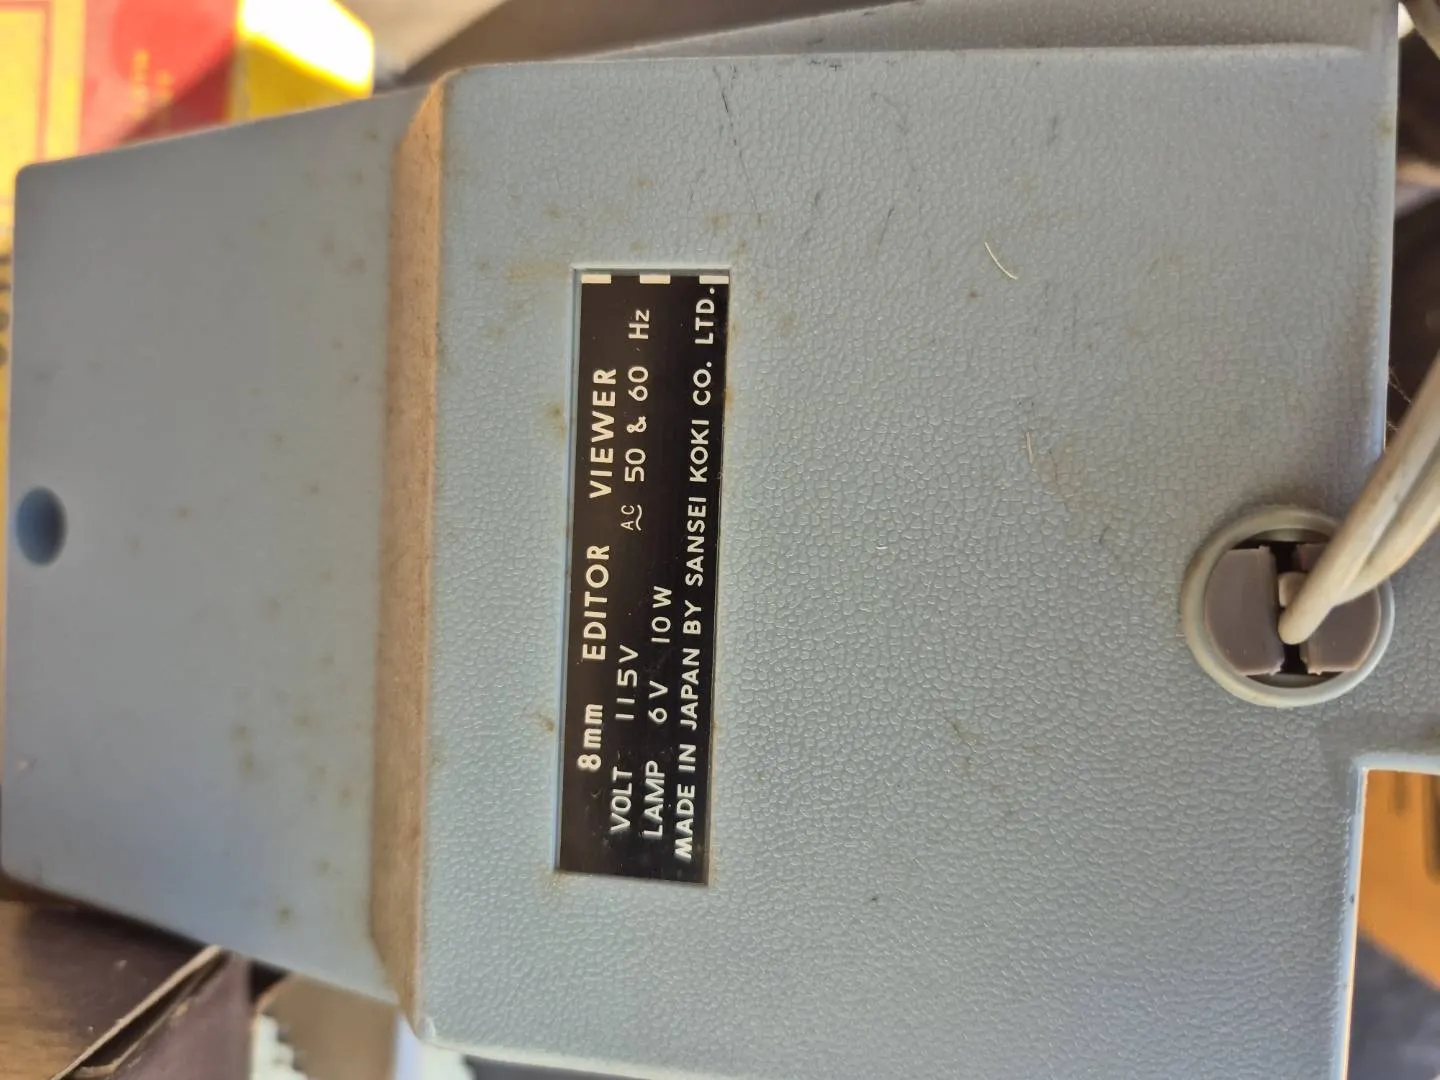 8mm EDITOR VIEWER
VOLT 115V AC 50 & 60 Hz
LAMP 6V 10W
MADE IN JAPAN BY SANSEI KOKI CO. LTD.